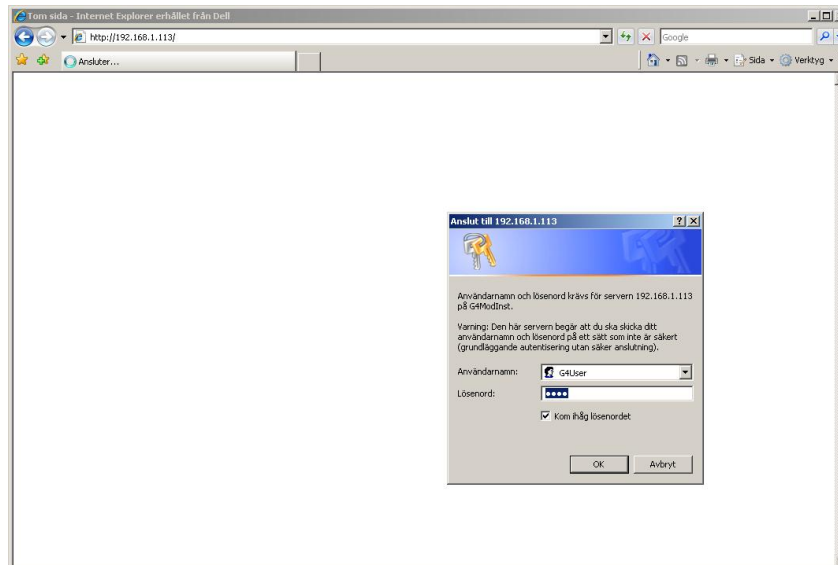 Tom sida - Internet Explorer erhållet från Dell
http://192.168.1.113/
Google
Ansluter...
Sida
Verktyg
Anslut till 192.168.1.113
Användarnamn och lösenord krävs för servern 192.168.1.113
på G4ModInst.
Varning: Den här servern begär att du ska skicka ditt
användarnamn och lösenord på ett sätt som inte är säkert
(grundläggande autentisering utan säker anslutning).
Användarnamn:
G4User
Lösenord:
••••
Kom ihåg lösenordet
OK
Avbryt